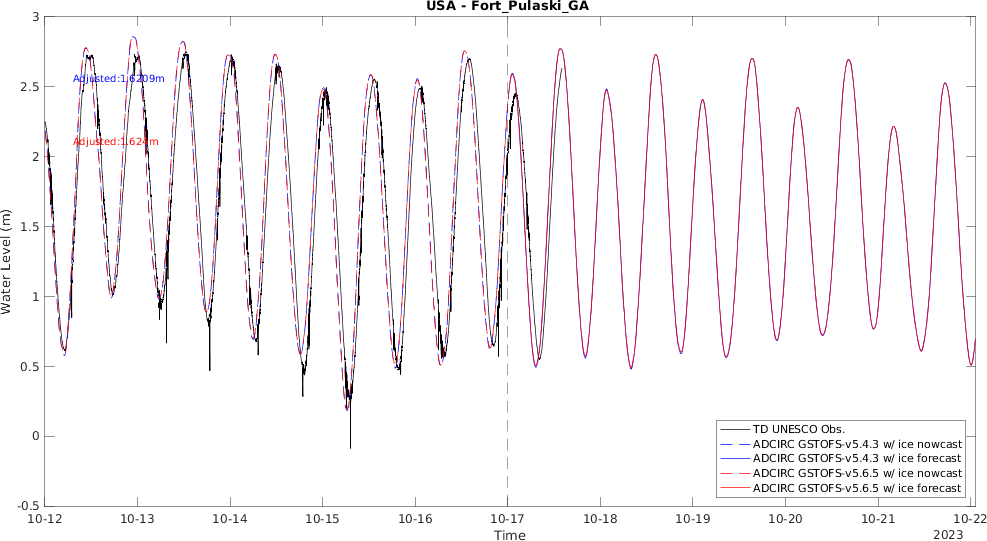 USA - Fort_Pulaski_GA
3
2.5
2
1.5
1
0.5
0
-0.5
Water Level (m)
Adjusted:1.6209m
Adjusted:1.624m
TD UNESCO Obs.
ADCIRC GSTOFS-v5.4.3 w/ ice nowcast
ADCIRC GSTOFS-v5.4.3 w/ ice forecast
ADCIRC GSTOFS-v5.6.5 w/ ice nowcast
ADCIRC GSTOFS-v5.6.5 w/ ice forecast
10-12 10-13 10-14 10-15 10-16 10-17 10-18 10-19 10-20 10-21 10-22
Time
2023